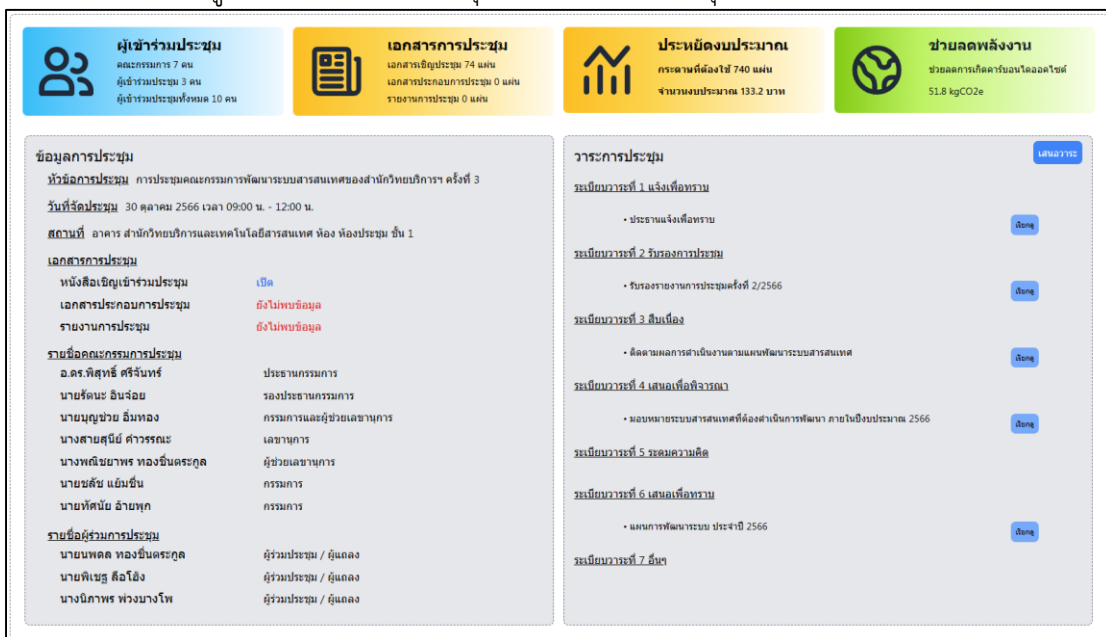 ผู้เข้าร่วมประชุม
คณะกรรมการ 7 คน
ผู้เข้าร่วมประชุม 3 คน
ผู้เข้าร่วมประชุมทั้งหมด 10 คน
เอกสารการประชุม
เอกสารเชิญประชุม 74 แผ่น
เอกสารประกอบการประชุม 0 แผ่น
รายงานการประชุม 0 แผ่น
ประหยัดงบประมาณ
กระดาษที่ต้องใช้ 740 แผ่น
จำนวนงบประมาณ 133.2 บาท
ช่วยลดพลังงาน
ช่วยลดการเกิดคาร์บอนไดออกไซด์
51.8 kgCO2e
ข้อมูลการประชุม
หัวข้อการประชุม การประชุมคณะกรรมการพัฒนาระบบสารสนเทศของสำนักวิทยบริการฯ ครั้งที่ 3
วันที่จัดประชุม 30 ตุลาคม 2566 เวลา 09:00 น. - 12:00 น.
สถานที่ อาคาร สำนักวิทยบริการและเทคโนโลยีสารสนเทศ ห้อง ห้องประชุม ชั้น 1
เอกสารการประชุม
หนังสือเชิญเข้าร่วมประชุม เปิด
เอกสารประกอบการประชุม ยังไม่พบข้อมูล
รายงานการประชุม ยังไม่พบข้อมูล
รายชื่อคณะกรรมการประชุม
อ.ดร.พิสุทธิ์ ศรีจันทร์ ประธานกรรมการ
นายรัตนะ อินจ่อย รองประธานกรรมการ
นายบุญช่วย อิ่มทอง กรรมการและผู้ช่วยเลขานุการ
นางสายสุนีย์ คำวรรณะ เลขานุการ
นางพณิชยาพร ทองชื่นตระกูล ผู้ช่วยเลขานุการ
นายชลัช แย้มชื่น กรรมการ
นายทัศนัย อ้ายพุก กรรมการ
รายชื่อผู้ร่วมการประชุม
นายนพดล ทองชื่นตระกูล ผู้ร่วมประชุม / ผู้แถลง
นายพิเชฐ ลือโฮ้ง ผู้ร่วมประชุม / ผู้แถลง
นางนิภาพร พ่วงบางโพ ผู้ร่วมประชุม / ผู้แถลง
วาระการประชุม
เสนอวาระ
ระเบียบวาระที่ 1 แจ้งเพื่อทราบ
• ประธานแจ้งเพื่อทราบ เรียกดู
ระเบียบวาระที่ 2 รับรองการประชุม
• รับรองรายงานการประชุมครั้งที่ 2/2566 เรียกดู
ระเบียบวาระที่ 3 สืบเนื่อง
• ติดตามผลการดำเนินงานตามแผนพัฒนาระบบสารสนเทศ เรียกดู
ระเบียบวาระที่ 4 เสนอเพื่อพิจารณา
• มอบหมายระบบสารสนเทศที่ต้องดำเนินการพัฒนา ภายในปีงบประมาณ 2566 เรียกดู
ระเบียบวาระที่ 5 ระดมความคิด
ระเบียบวาระที่ 6 เสนอเพื่อทราบ
• แผนการพัฒนาระบบ ประจำปี 2566 เรียกดู
ระเบียบวาระที่ 7 อื่นๆ